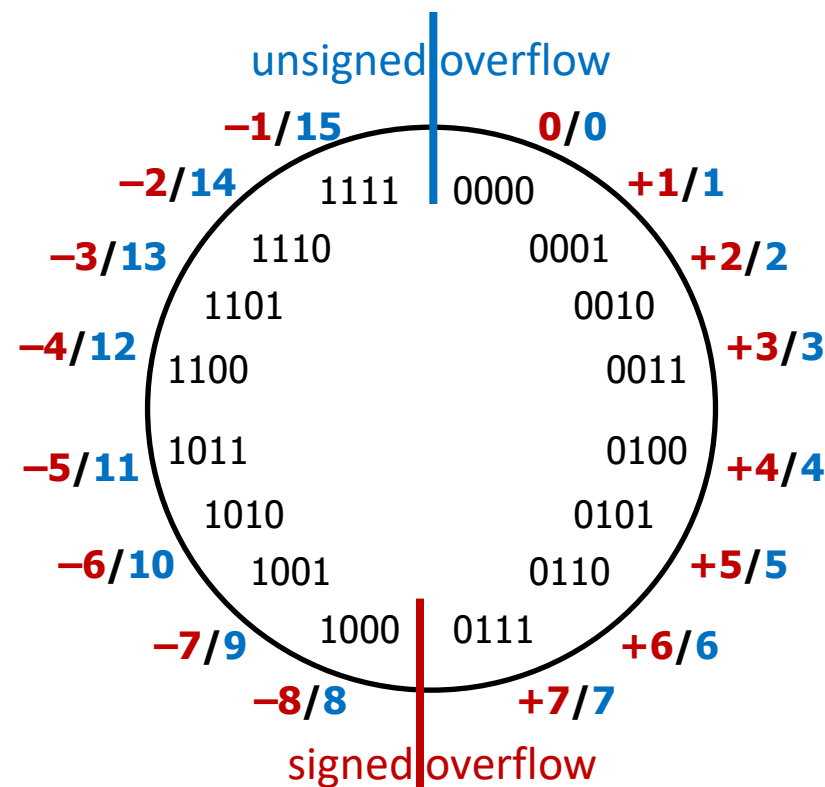 unsigned overflow
–1/15 0/0
–2/14 1111 0000 +1/1
–3/13 1110 0001 +2/2
1101 0010
–4/12 1100 0011 +3/3
–5/11 1011 0100 +4/4
1010 0101
–6/10 1001 0110 +5/5
–7/9 1000 0111 +6/6
–8/8 +7/7
signed overflow